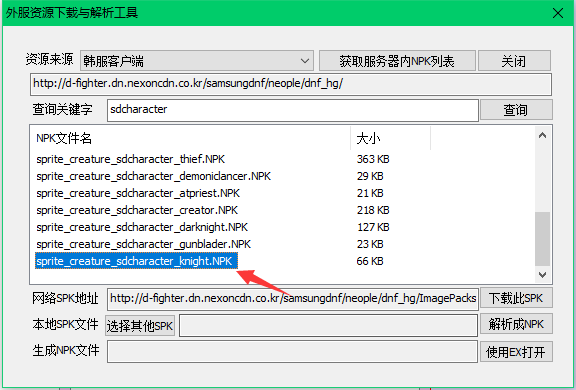 外服资源下载与解析工具
资源来源 韩服客户端 获取服务器内NPK列表 关闭
http://d-fighter.dn.nexoncdn.co.kr/samsungdnf/neople/dnf_hg/
查询关键字 sdcharacter 查询
NPK文件名 大小
sprite_creature_sdcharacter_thief.NPK 363 KB
sprite_creature_sdcharacter_demoniclancer.NPK 29 KB
sprite_creature_sdcharacter_atpriest.NPK 21 KB
sprite_creature_sdcharacter_creator.NPK 218 KB
sprite_creature_sdcharacter_darknight.NPK 127 KB
sprite_creature_sdcharacter_gunblader.NPK 23 KB
sprite_creature_sdcharacter_knight.NPK 66 KB
网络SPK地址 http://d-fighter.dn.nexoncdn.co.kr/samsungdnf/neople/dnf_hg/ImagePacks 下载此SPK
本地SPK文件 选择其他SPK 解析成NPK
生成NPK文件 使用EX打开